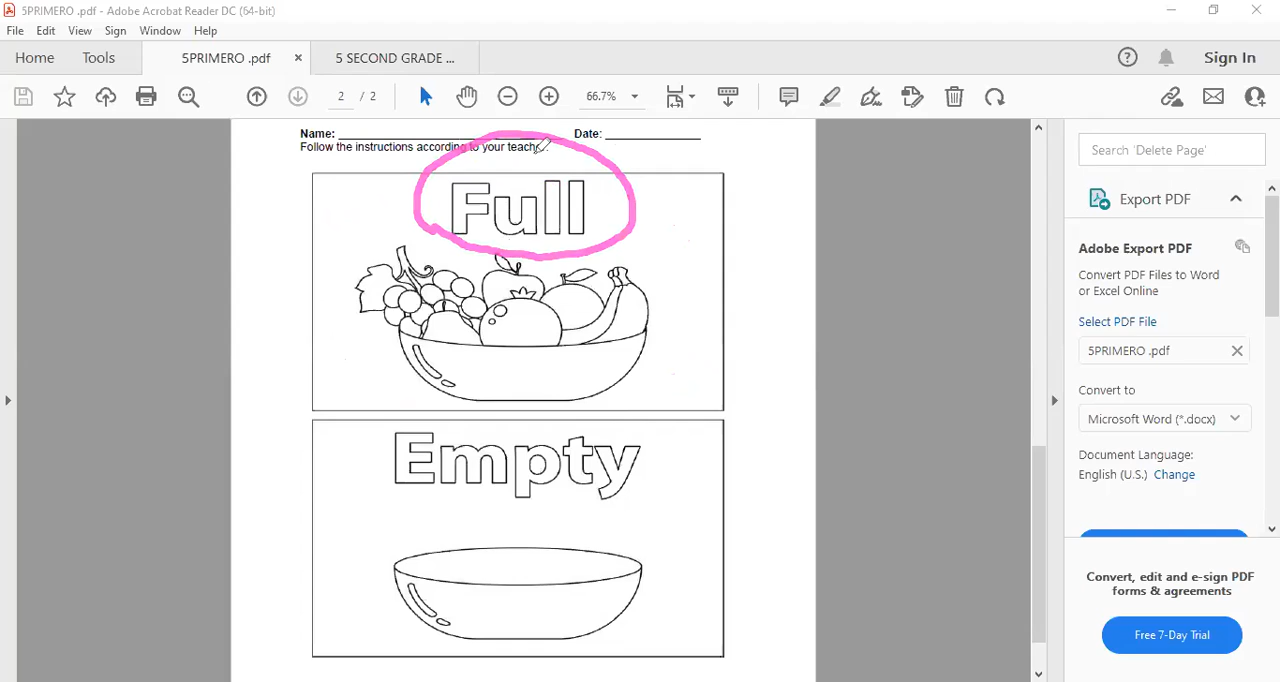 5PRIMERO .pdf - Adobe Acrobat Reader DC (64-bit)
File Edit View Sign Window Help
Home Tools 5PRIMERO .pdf × 5 SECOND GRADE ... Sign In
2 / 2 66.7%
Name: Date:
Follow the instructions according to your teacher.
Full
Empty
Search 'Delete Page'
Export PDF
Adobe Export PDF
Convert PDF Files to Word
or Excel Online
Select PDF File
5PRIMERO .pdf
Convert to
Microsoft Word (*.docx)
Document Language:
English (U.S.) Change
Convert, edit and e-sign PDF
forms & agreements
Free 7-Day Trial